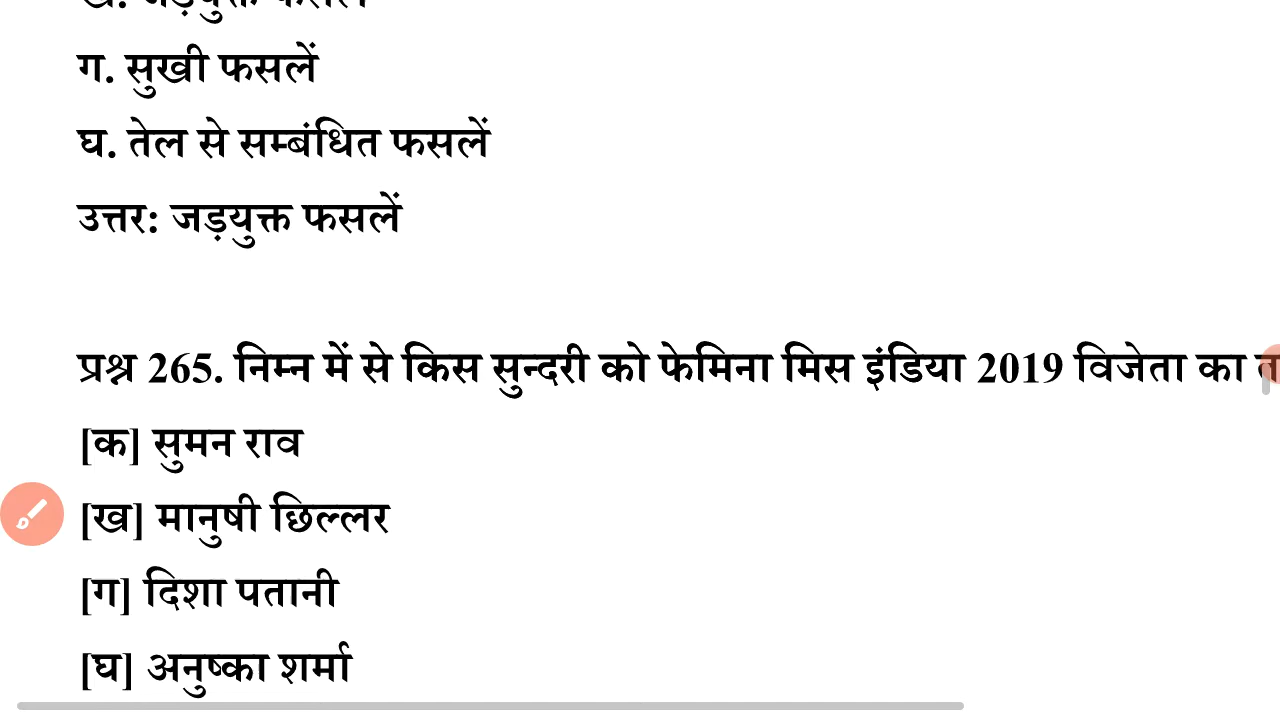 ग. सुखी फसलें
घ. तेल से सम्बंधित फसलें
उत्तर: जड़युक्त फसलें
प्रश्न 265. निम्न में से किस सुन्दरी को फेमिना मिस इंडिया 2019 विजेता का
[क] सुमन राव
[ख] मानुषी छिल्लर
[ग] दिशा पतानी
[घ] अनुष्का शर्मा